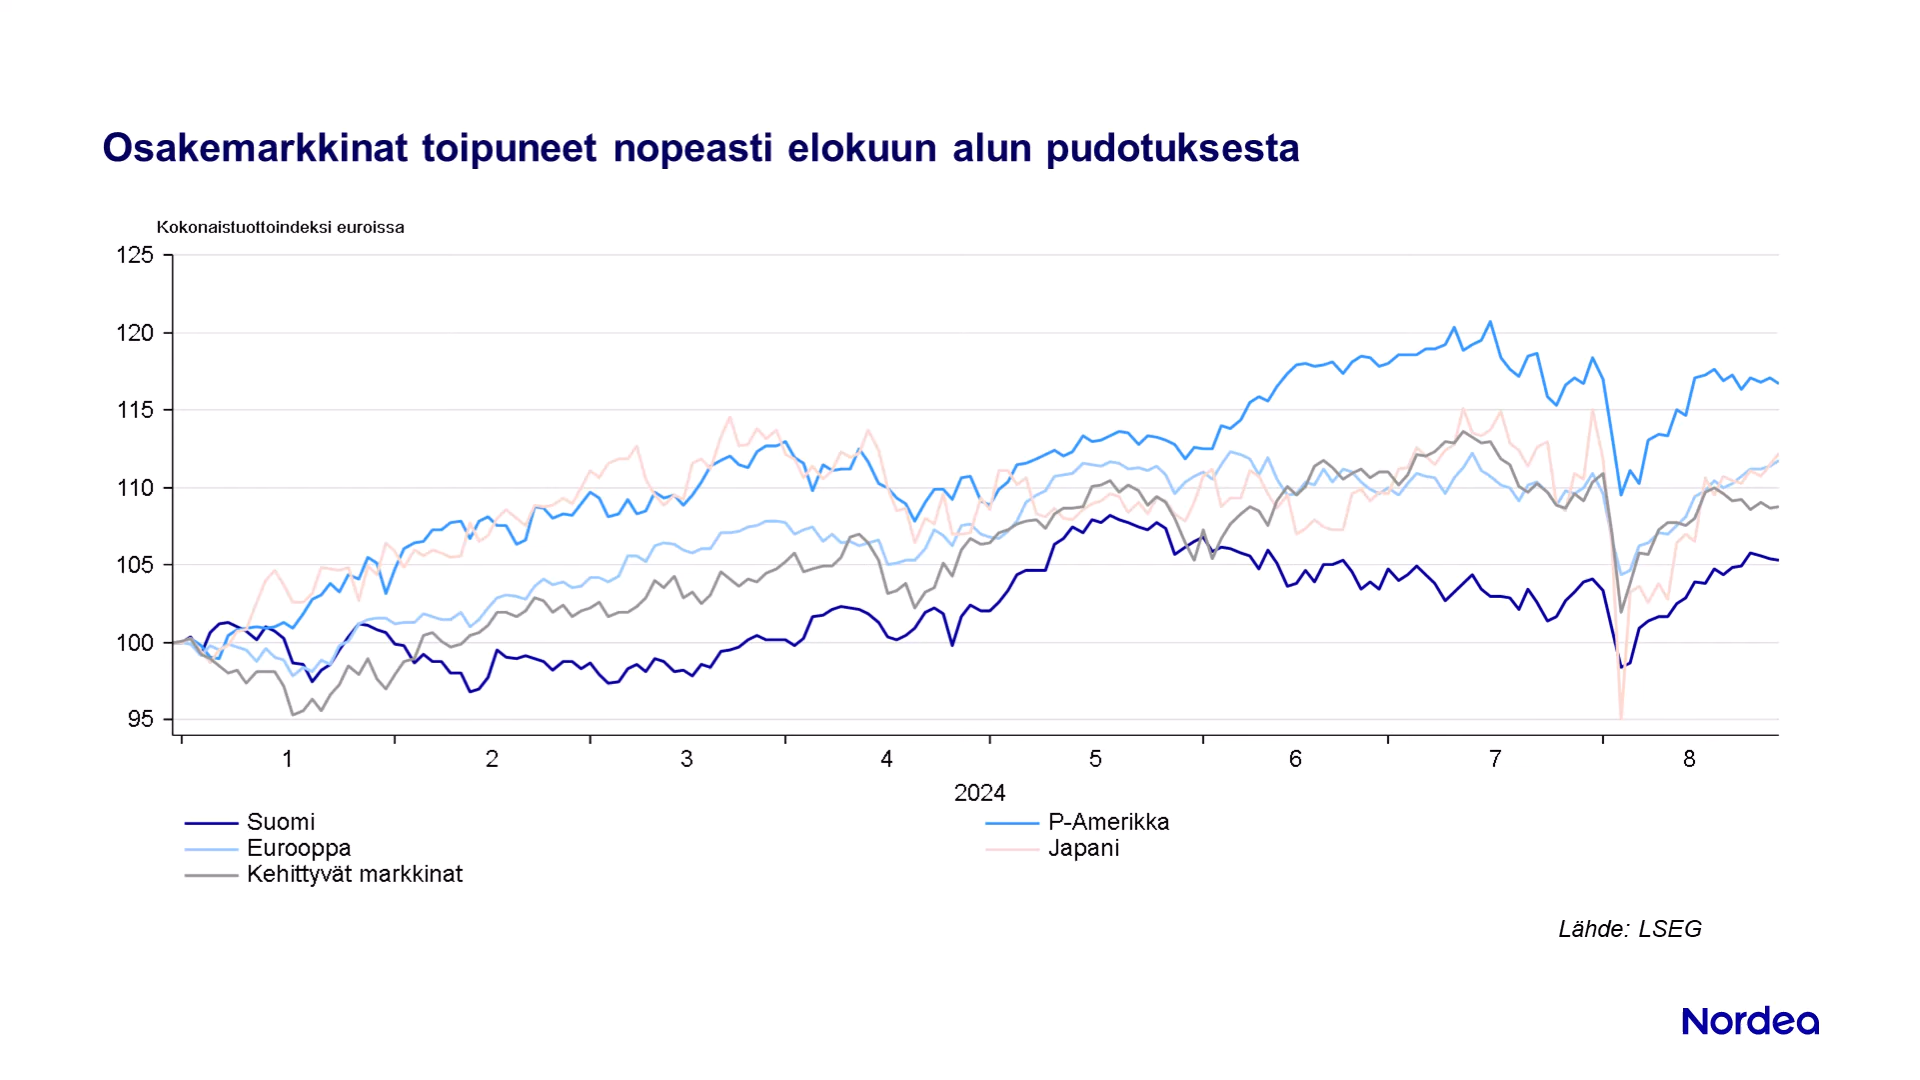 Osakemarkkinat toipuneet nopeasti elokuun alun pudotuksesta
Kokonaistuottoindeksi euroissa
125
120
115
110
105
100
95
1 2 3 4 5 6 7 8
2024
Suomi P-Amerikka
Eurooppa Japani
Kehittyvät markkinat
Lähde: LSEG
Nordea